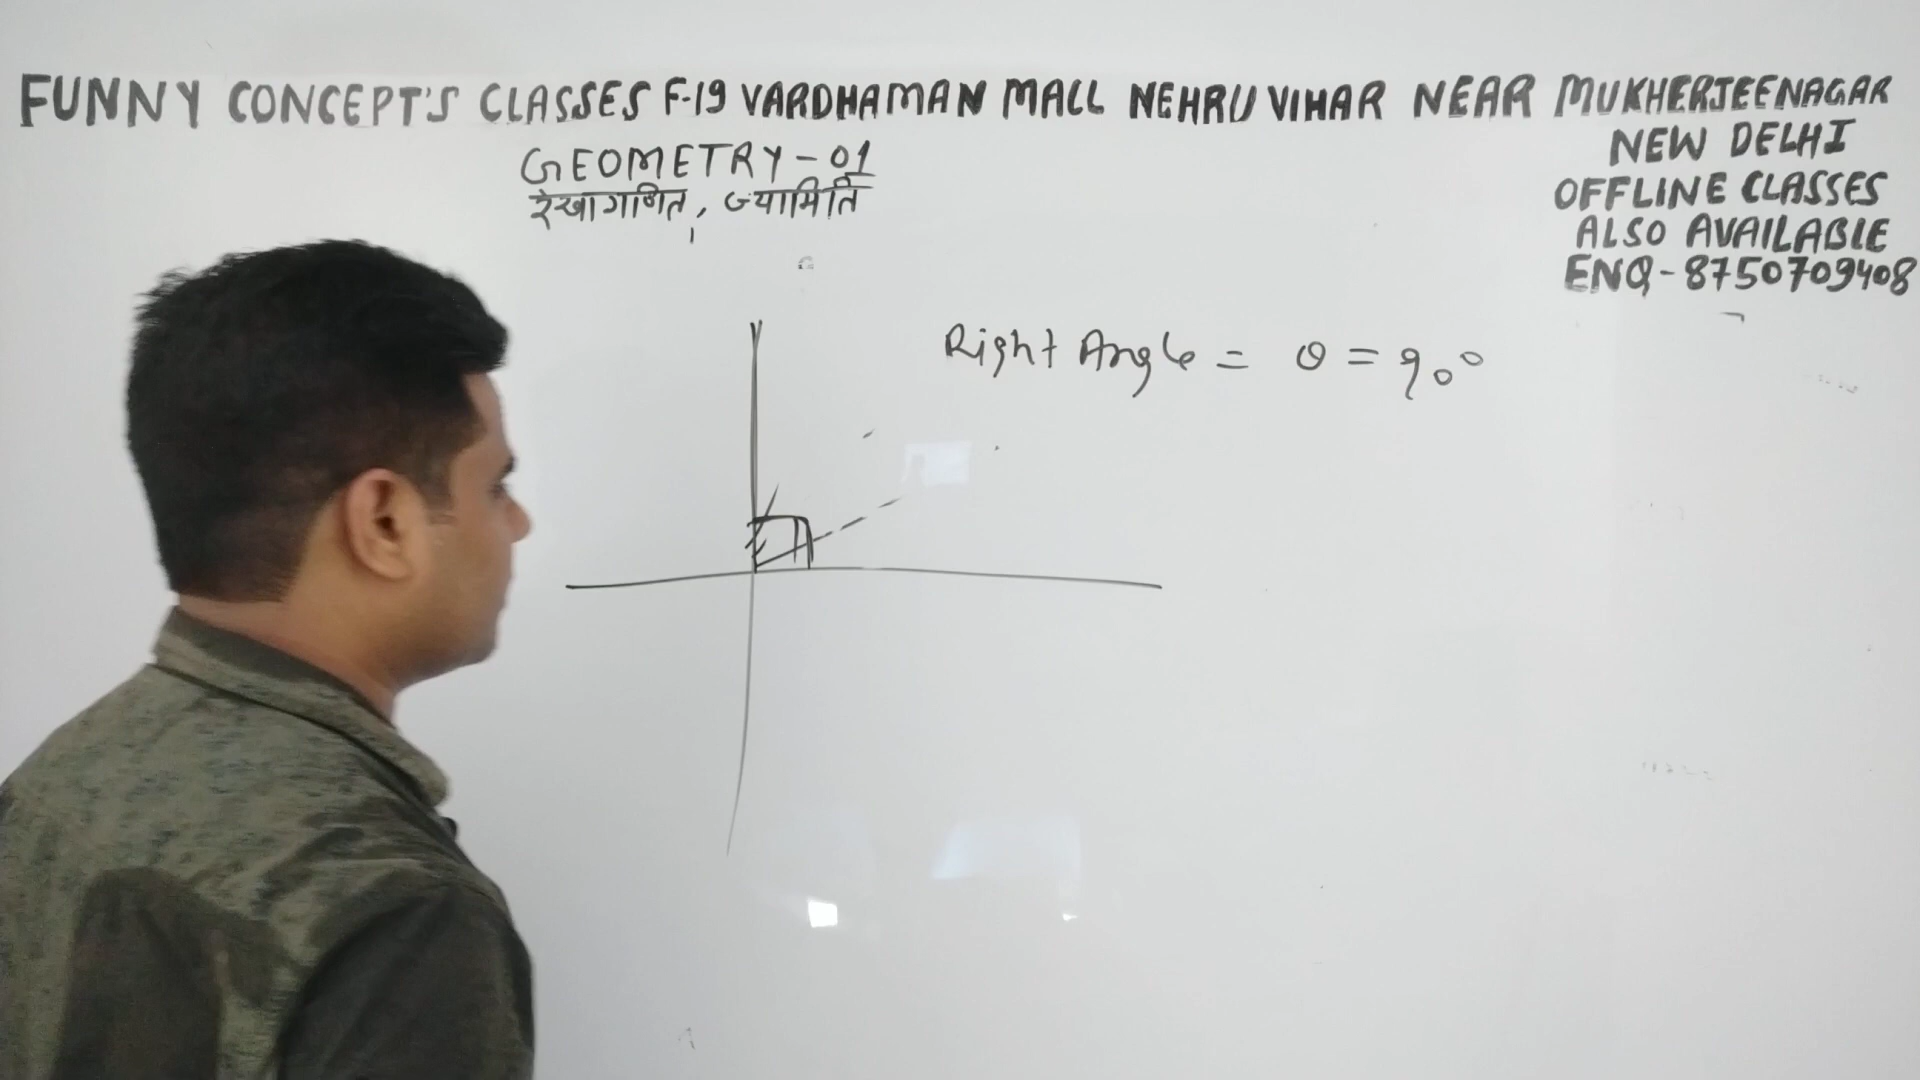 FUNNY CONCEPT'S CLASSES F-19 VARDHAMAN MALL NEHRU VIHAR NEAR MUKHERJEENAGAR
NEW DELHI
OFFLINE CLASSES
ALSO AVAILABLE
ENQ-8750709408
GEOMETRY-01
रेखागणित, ज्यामिति
Right Angle = θ = 90°